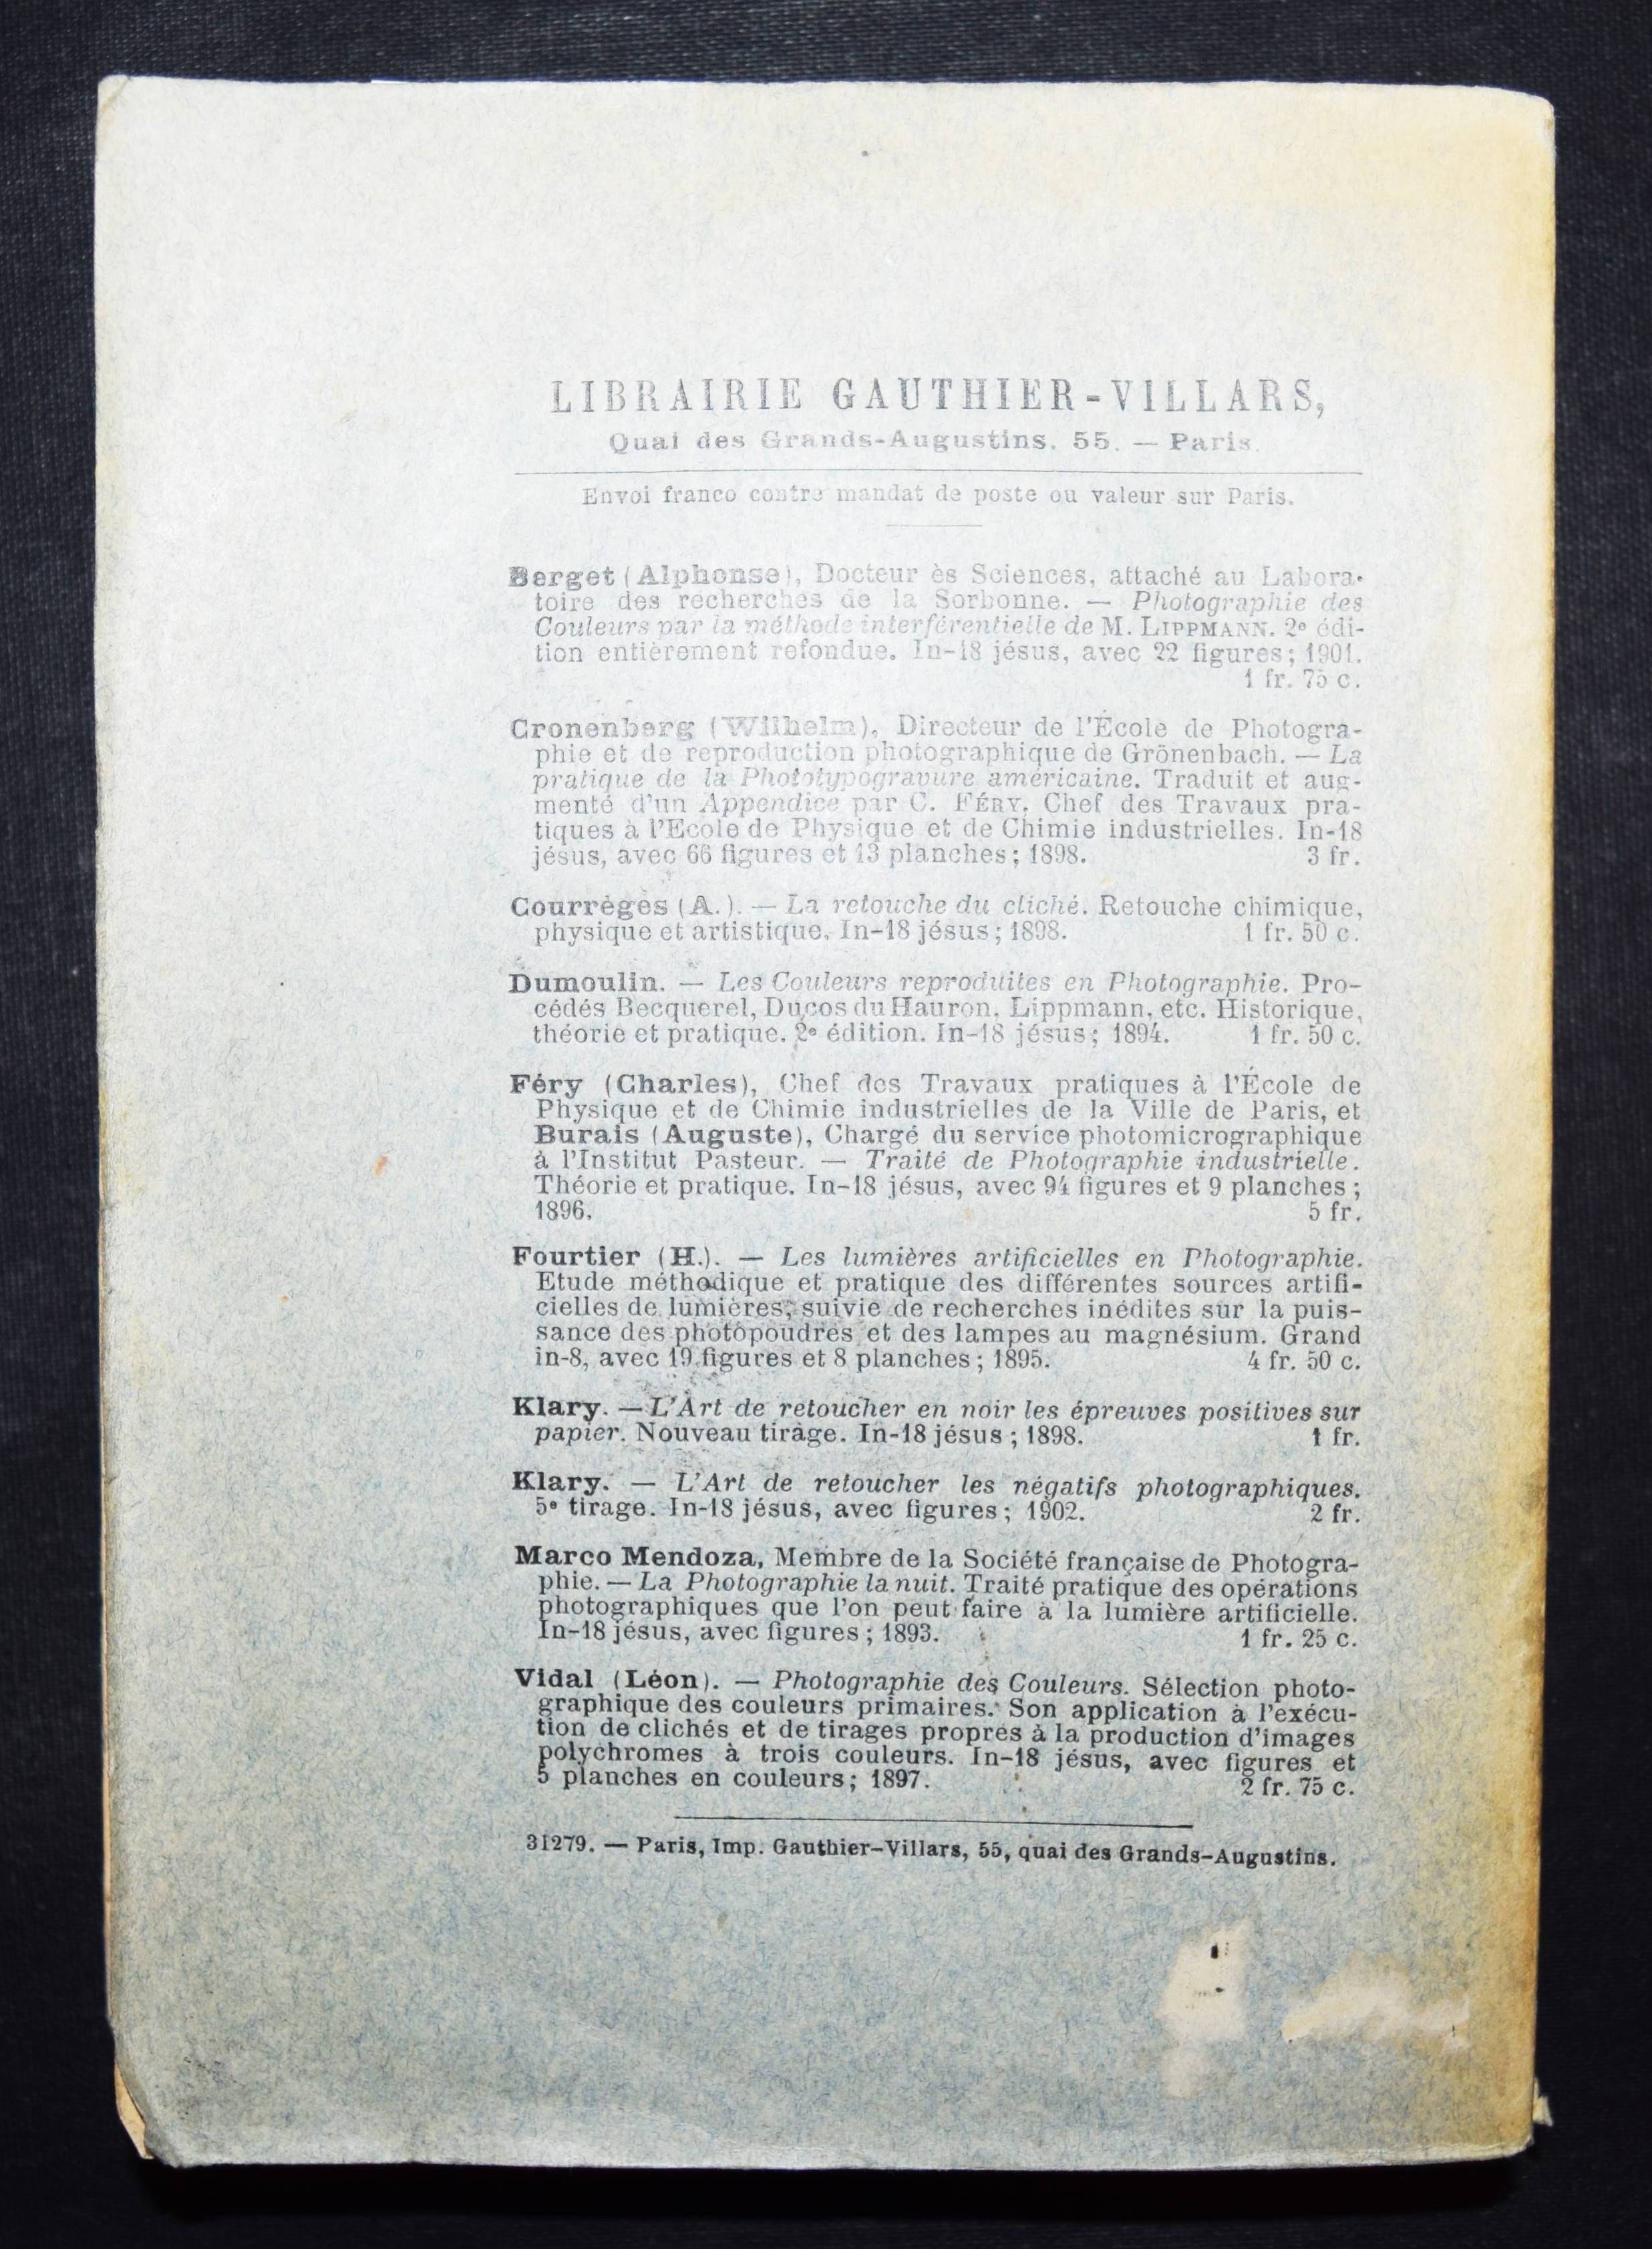 LIBRAIRIE GAUTHIER-VILLARS,
Quai des Grands-Augustins, 55. — Paris.
Envoi franco contre mandat de poste ou valeur sur Paris.
Berget (Alphonse), Docteur ès Sciences, attaché au Labora-
toire des recherches de la Sorbonne. — Photographie des
Couleurs par la méthode interférentielle de M. LIPPMANN. 2e édi-
tion entièrement refondue. In-18 jésus, avec 22 figures; 1901.
1 fr. 75 c.
Cronenberg (Wilhelm), Directeur de l'École de Photogra-
phie et de reproduction photographique de Grönenbach. — La
pratique de la Phototypogravure américaine. Traduit et aug-
menté d'un Appendice par C. FÉRY, Chef des Travaux pra-
tiques à l'Ecole de Physique et de Chimie industrielles. In-18
jésus, avec 66 figures et 13 planches; 1898. 3 fr.
Courrèges (A.). — La retouche du cliché. Retouche chimique,
physique et artistique. In-18 jésus; 1898. 1 fr. 50 c.
Dumoulin. — Les Couleurs reproduites en Photographie. Pro-
cédés Becquerel, Ducos du Hauron, Lippmann, etc. Historique,
théorie et pratique. 2e édition. In-18 jésus; 1894. 1 fr. 50 c.
Féry (Charles), Chef des Travaux pratiques à l'École de
Physique et de Chimie industrielles de la Ville de Paris, et
Burais (Auguste), Chargé du service photomicrographique
à l'Institut Pasteur. — Traité de Photographie industrielle.
Théorie et pratique. In-18 jésus, avec 94 figures et 9 planches;
1896. 5 fr.
Fourtier (H.). — Les lumières artificielles en Photographie.
Etude méthodique et pratique des différentes sources artifi-
cielles de lumières, suivie de recherches inédites sur la puis-
sance des photopoudres et des lampes au magnésium. Grand
in-8, avec 19 figures et 8 planches; 1895. 4 fr. 50 c.
Klary. — L'Art de retoucher en noir les épreuves positives sur
papier. Nouveau tirage. In-18 jésus; 1898. 1 fr.
Klary. — L'Art de retoucher les négatifs photographiques.
5e tirage. In-18 jésus, avec figures; 1902. 2 fr.
Marco Mendoza, Membre de la Société française de Photogra-
phie. — La Photographie la nuit. Traité pratique des opérations
photographiques que l'on peut faire à la lumière artificielle.
In-18 jésus, avec figures; 1893. 1 fr. 25 c.
Vidal (Léon). — Photographie des Couleurs. Sélection photo-
graphique des couleurs primaires. Son application à l'exécu-
tion de clichés et de tirages propres à la production d'images
polychromes à trois couleurs. In-18 jésus, avec figures et
5 planches en couleurs; 1897. 2 fr. 75 c.
31279. — Paris, Imp. Gauthier-Villars, 55, quai des Grands-Augustins.